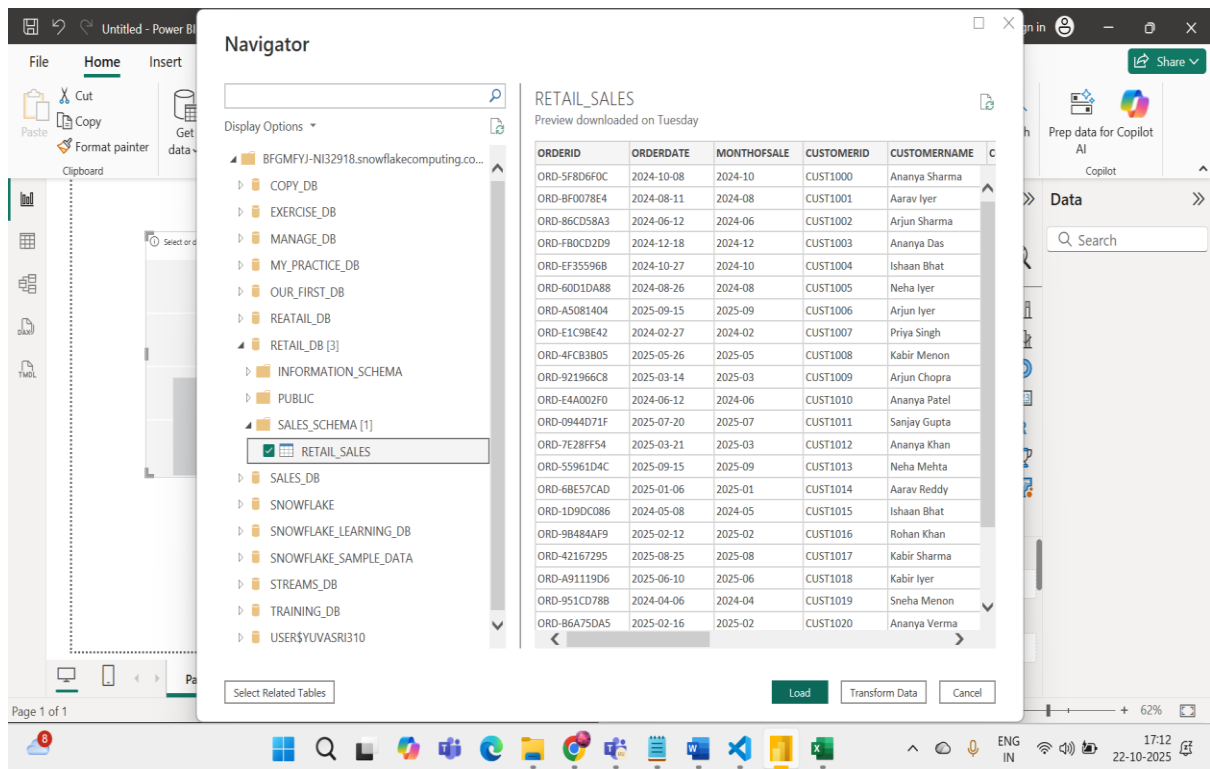 Untitled - Power BI
gn in
File
Home
Insert
Share
Paste
Cut
Copy
Format painter
Clipboard
Get
data
h
Prep data for Copilot
AI
Copilot
Data
Search
Select or d
DAX
TMDL
Navigator
Display Options
BFGMFYJ-NI32918.snowflakecomputing.co...
COPY_DB
EXERCISE_DB
MANAGE_DB
MY_PRACTICE_DB
OUR_FIRST_DB
REATAIL_DB
RETAIL_DB [3]
INFORMATION_SCHEMA
PUBLIC
SALES_SCHEMA [1]
RETAIL_SALES
SALES_DB
SNOWFLAKE
SNOWFLAKE_LEARNING_DB
SNOWFLAKE_SAMPLE_DATA
STREAMS_DB
TRAINING_DB
USER$YUVASRI310
RETAIL_SALES
Preview downloaded on Tuesday
ORDERID ORDERDATE MONTHOFSALE CUSTOMERID CUSTOMERNAME C
ORD-5F8D6F0C 2024-10-08 2024-10 CUST1000 Ananya Sharma
ORD-BF0078E4 2024-08-11 2024-08 CUST1001 Aarav Iyer
ORD-86CD58A3 2024-06-12 2024-06 CUST1002 Arjun Sharma
ORD-FB0CD2D9 2024-12-18 2024-12 CUST1003 Ananya Das
ORD-EF35596B 2024-10-27 2024-10 CUST1004 Ishaan Bhat
ORD-60D1DA88 2024-08-26 2024-08 CUST1005 Neha Iyer
ORD-A5081404 2025-09-15 2025-09 CUST1006 Arjun Iyer
ORD-E1C9BE42 2024-02-27 2024-02 CUST1007 Priya Singh
ORD-4FCB3B05 2025-05-26 2025-05 CUST1008 Kabir Menon
ORD-921966C8 2025-03-14 2025-03 CUST1009 Arjun Chopra
ORD-E4A002F0 2024-06-12 2024-06 CUST1010 Ananya Patel
ORD-0944D71F 2025-07-20 2025-07 CUST1011 Sanjay Gupta
ORD-7E28FF54 2025-03-21 2025-03 CUST1012 Ananya Khan
ORD-55961D4C 2025-09-15 2025-09 CUST1013 Neha Mehta
ORD-6BE57CAD 2025-01-06 2025-01 CUST1014 Aarav Reddy
ORD-1D9DC086 2024-05-08 2024-05 CUST1015 Ishaan Bhat
ORD-9B484AF9 2025-02-12 2025-02 CUST1016 Rohan Khan
ORD-42167295 2025-08-25 2025-08 CUST1017 Kabir Sharma
ORD-A91119D6 2025-06-10 2025-06 CUST1018 Kabir Iyer
ORD-951CD78B 2024-04-06 2024-04 CUST1019 Sneha Menon
ORD-B6A75DA5 2025-02-16 2025-02 CUST1020 Ananya Verma
Select Related Tables
Load
Transform Data
Cancel
Pa
Page 1 of 1
62%
8
ENG
IN
17:12
22-10-2025